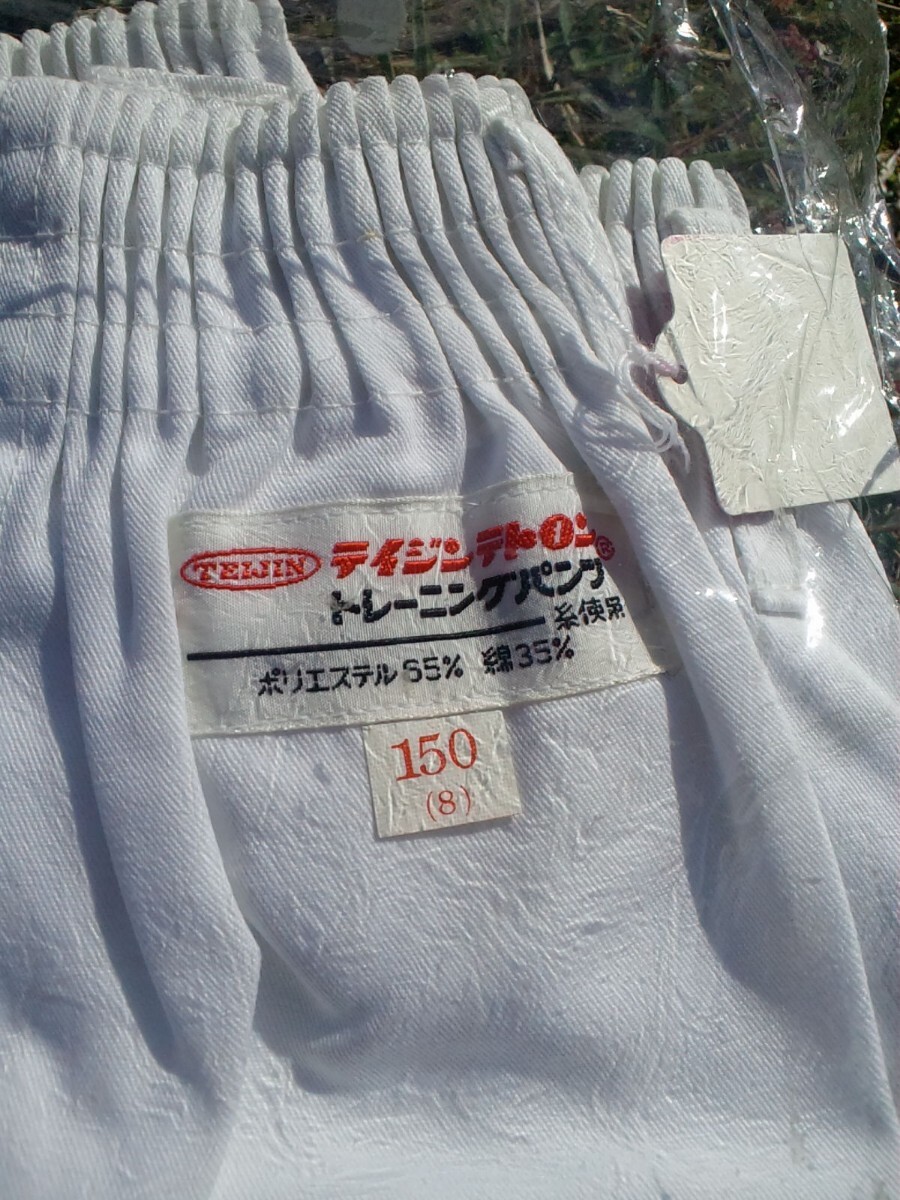 TEIJIN テイジンテトロン®
トレーニングパンツ
糸使用
ポリエステル65% 綿35%
150
(8)